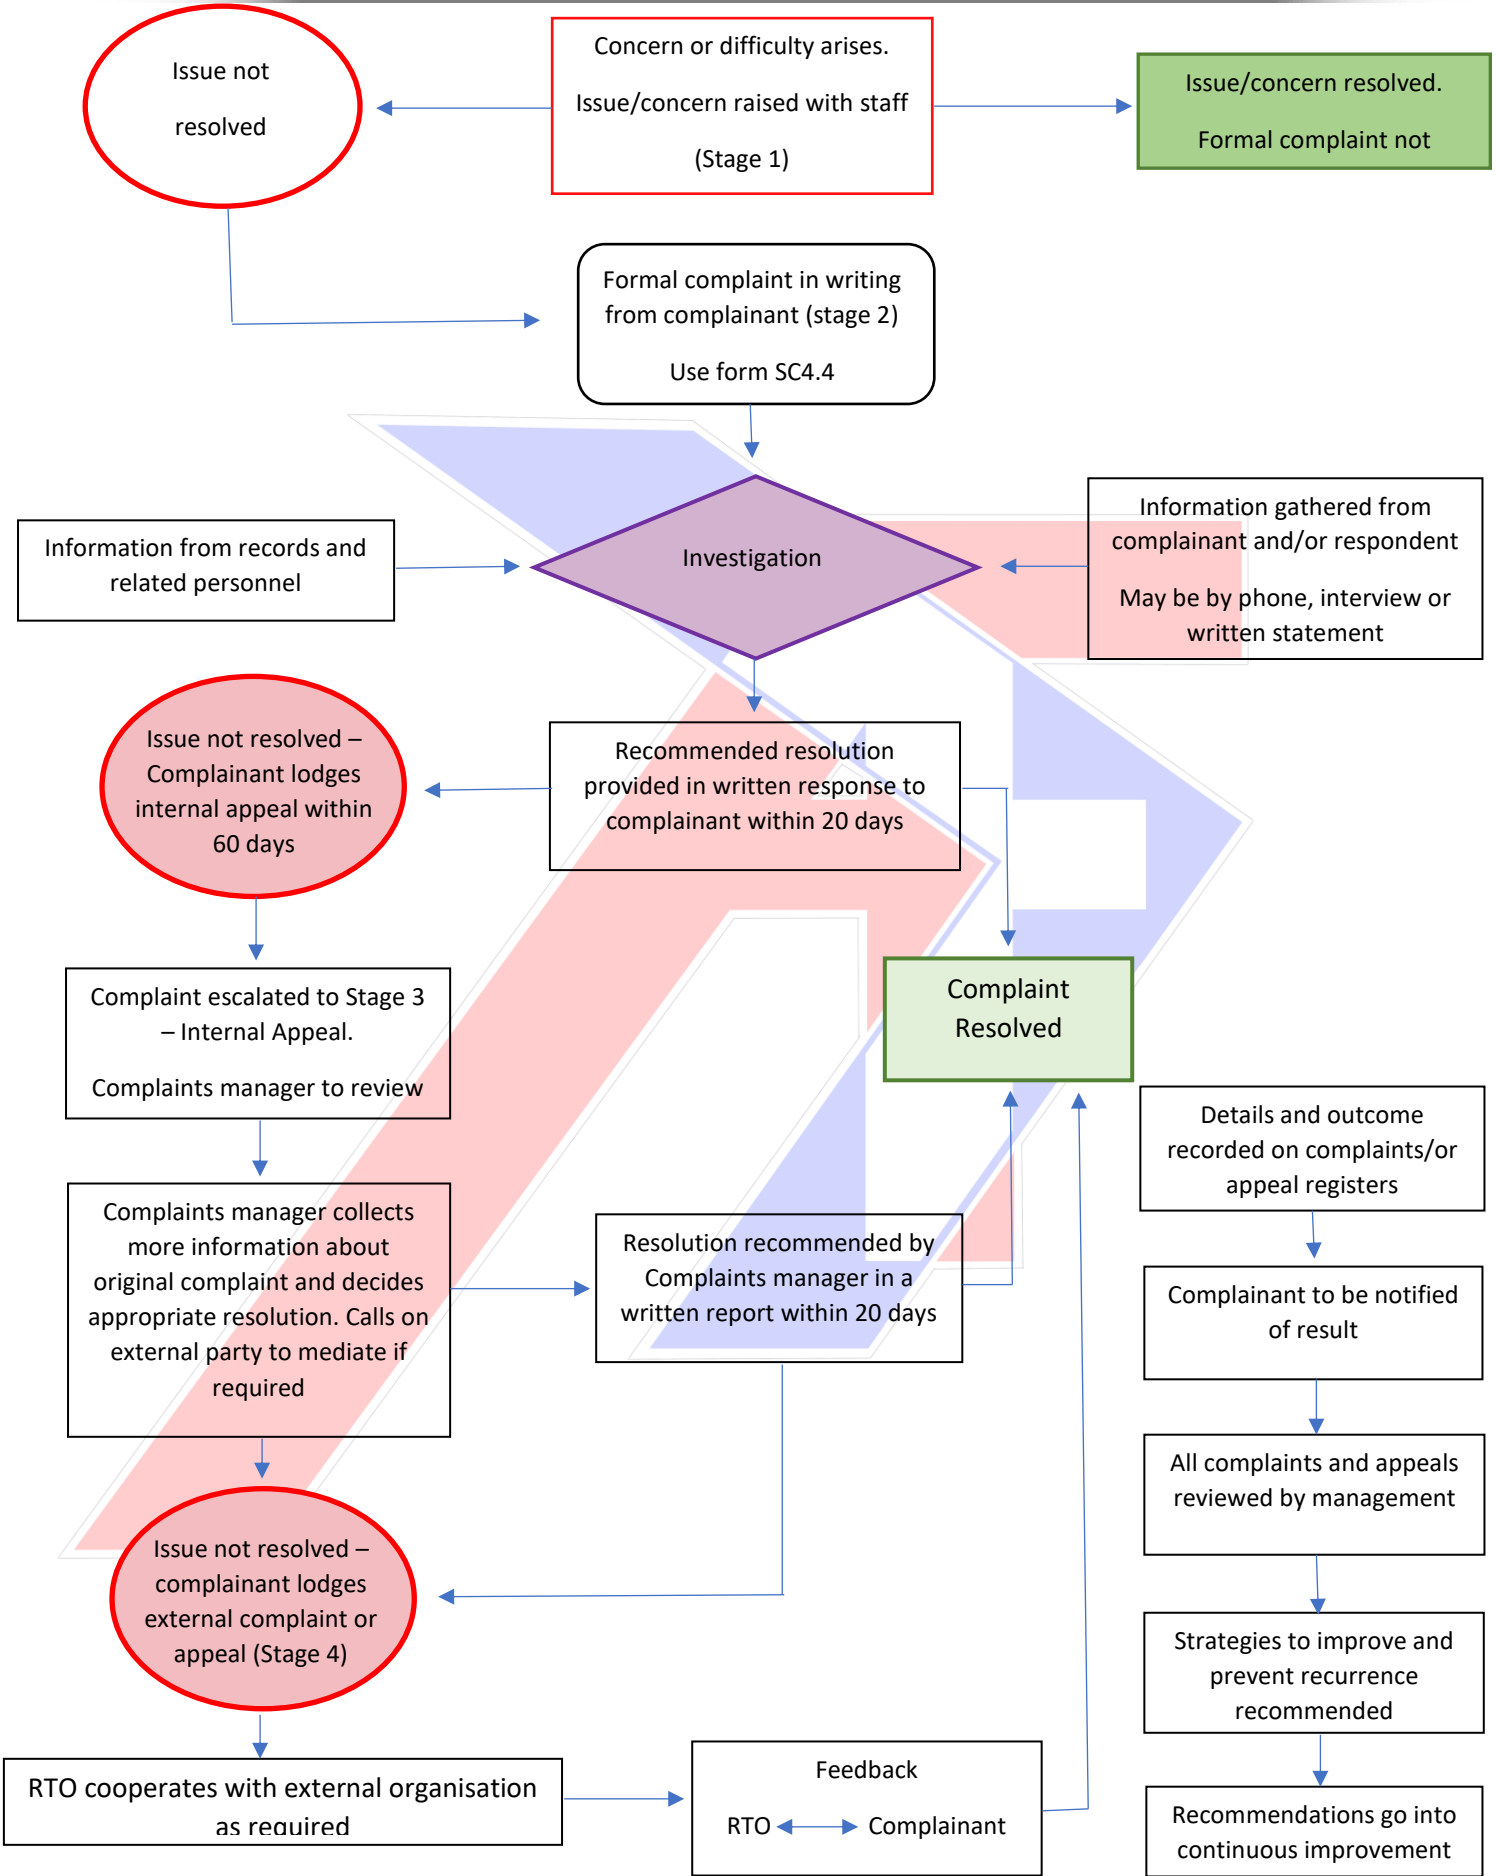 Issue not
resolved
Concern or difficulty arises.
Issue/concern raised with staff
(Stage 1)
Issue/concern resolved.
Formal complaint not
Formal complaint in writing
from complainant (stage 2)
Use form SC4.4
Information from records and
related personnel
Investigation
Information gathered from
complainant and/or respondent
May be by phone, interview or
written statement
Issue not resolved –
Complainant lodges
internal appeal within
60 days
Recommended resolution
provided in written response to
complainant within 20 days
Complaint escalated to Stage 3
– Internal Appeal.
Complaints manager to review
Complaint
Resolved
Complaints manager collects
more information about
original complaint and decides
appropriate resolution. Calls on
external party to mediate if
required
Resolution recommended by
Complaints manager in a
written report within 20 days
Details and outcome
recorded on complaints/or
appeal registers
Complainant to be notified
of result
All complaints and appeals
reviewed by management
Issue not resolved –
complainant lodges
external complaint or
appeal (Stage 4)
Strategies to improve and
prevent recurrence
recommended
RTO cooperates with external organisation
as required
Feedback
RTO Complainant
Recommendations go into
continuous improvement